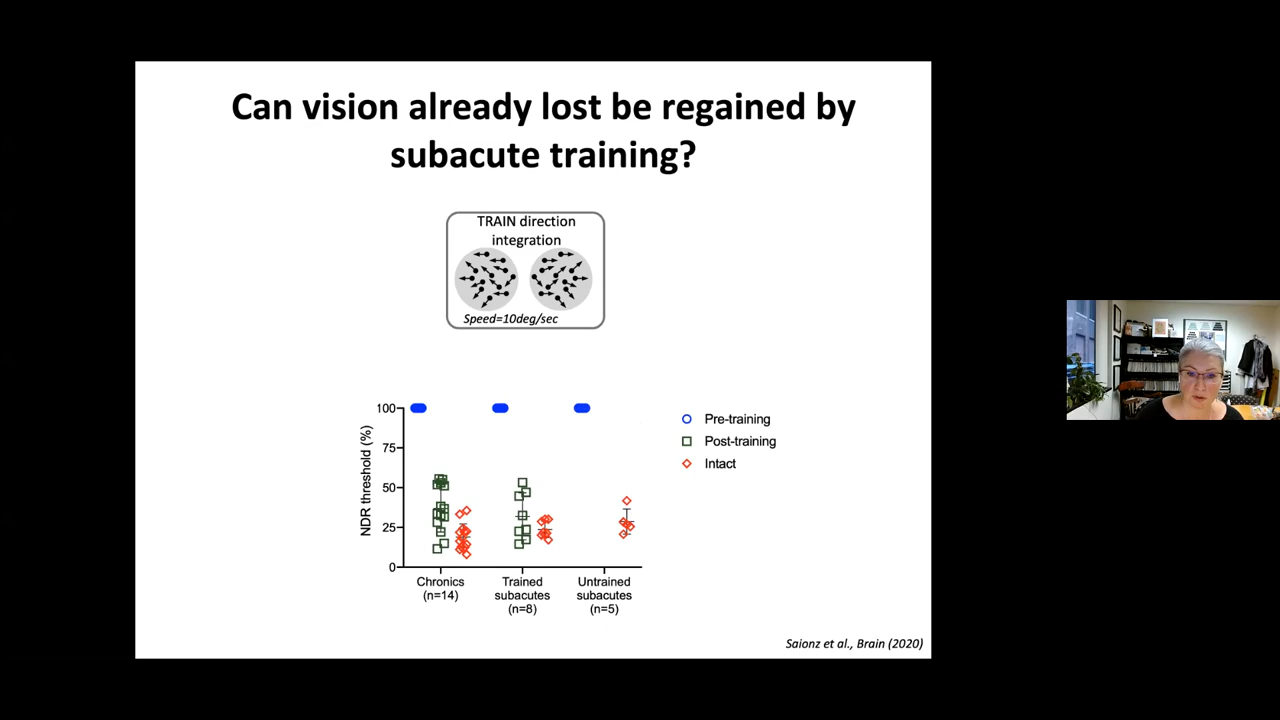 Can vision already lost be regained by
subacute training?
TRAIN direction
integration
Speed=10deg/sec
NDR threshold (%)
100
75
50
25
0
Chronics
(n=14)
Trained
subacutes
(n=8)
Untrained
subacutes
(n=5)
Pre-training
Post-training
Intact
Saionz et al., Brain (2020)